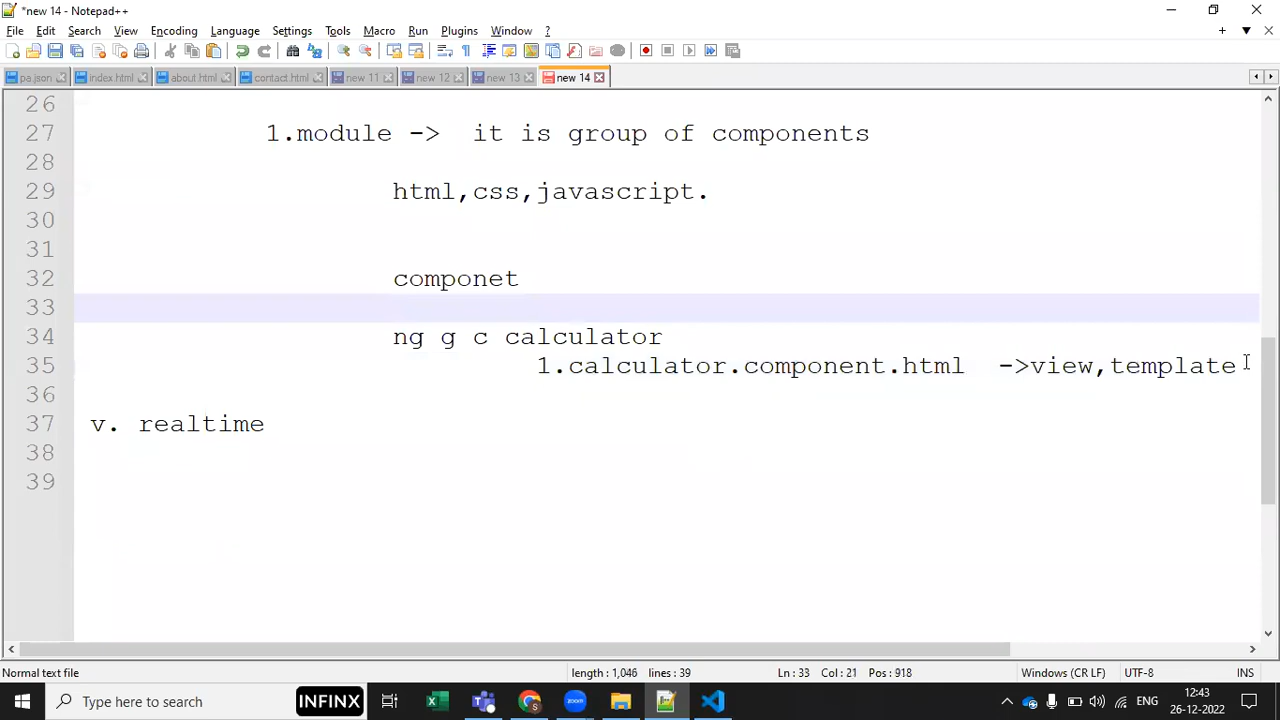 *new 14 - Notepad++
File Edit Search View Encoding Language Settings Tools Macro Run Plugins Window ?
pa.json index.html about.html contact.html new 11 new 12 new 13 new 14
26
27 1.module -> it is group of components
28
29 html,css,javascript.
30
31
32 componet
33
34 ng g c calculator
35 1.calculator.component.html ->view,template
36
37 v. realtime
38
39
Normal text file length : 1,046 lines : 39 Ln : 33 Col : 21 Pos : 918 Windows (CR LF) UTF-8 INS
Type here to search INFINX zoom ENG 12:43
26-12-2022